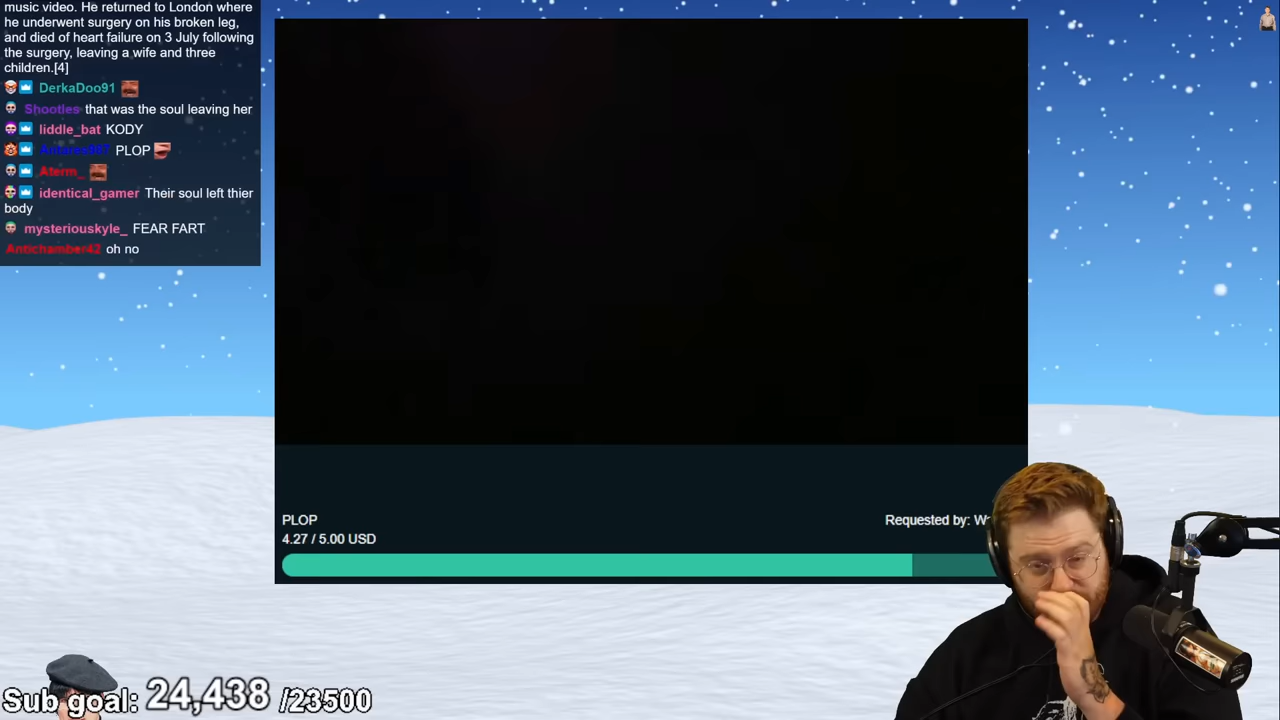 music video. He returned to London where
he underwent surgery on his broken leg,
and died of heart failure on 3 July following
the surgery, leaving a wife and three
children.[4]
DerkaDoo91
Shootles that was the soul leaving her
liddle_bat KODY
PLOP
Aterm_
identical_gamer Their soul left thier
body
mysteriouskyle_ FEAR FART
Antichamber42 oh no
PLOP
Requested by:
4.27 / 5.00 USD
Sub goal: 24,438 /23500